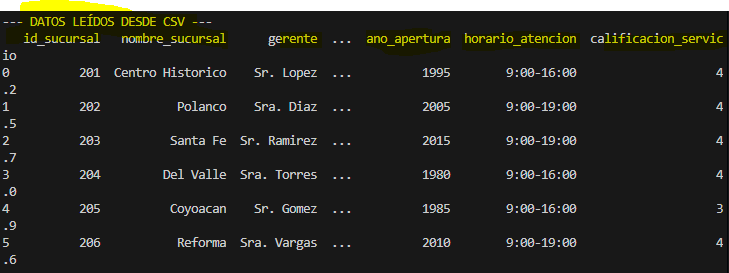 --- DATOS LEÍDOS DESDE CSV ---
id_sucursal nombre_sucursal gerente ... ano_apertura horario_atencion calificacion_servic
io
0 201 Centro Historico Sr. Lopez ... 1995 9:00-16:00 4
.2
1 202 Polanco Sra. Diaz ... 2005 9:00-19:00 4
.5
2 203 Santa Fe Sr. Ramirez ... 2015 9:00-19:00 4
.7
3 204 Del Valle Sra. Torres ... 1980 9:00-16:00 4
.0
4 205 Coyoacan Sr. Gomez ... 1985 9:00-16:00 3
.9
5 206 Reforma Sra. Vargas ... 2010 9:00-19:00 4
.6